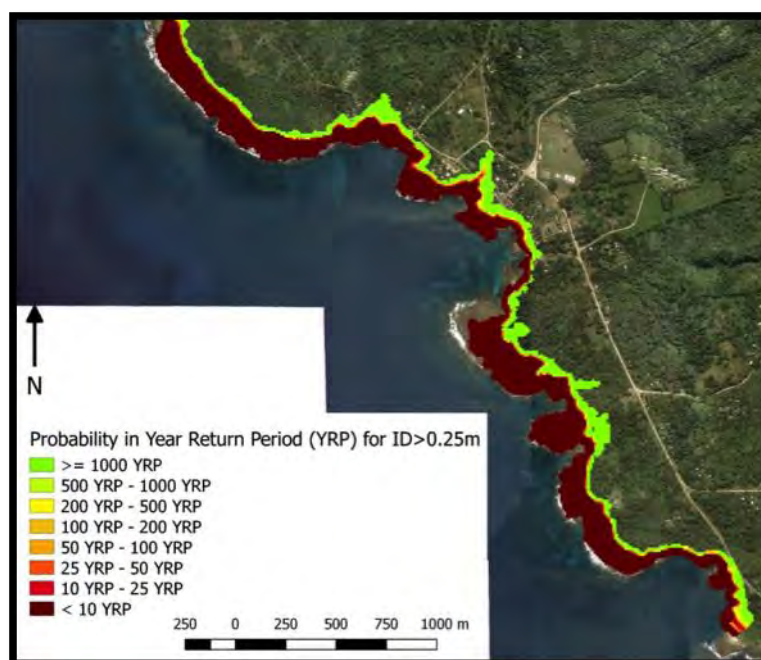 N
Probability in Year Return Period (YRP) for ID>0.25m
>= 1000 YRP
500 YRP - 1000 YRP
200 YRP - 500 YRP
100 YRP - 200 YRP
50 YRP - 100 YRP
25 YRP - 50 YRP
10 YRP - 25 YRP
< 10 YRP
250 0 250 500 750 1000 m